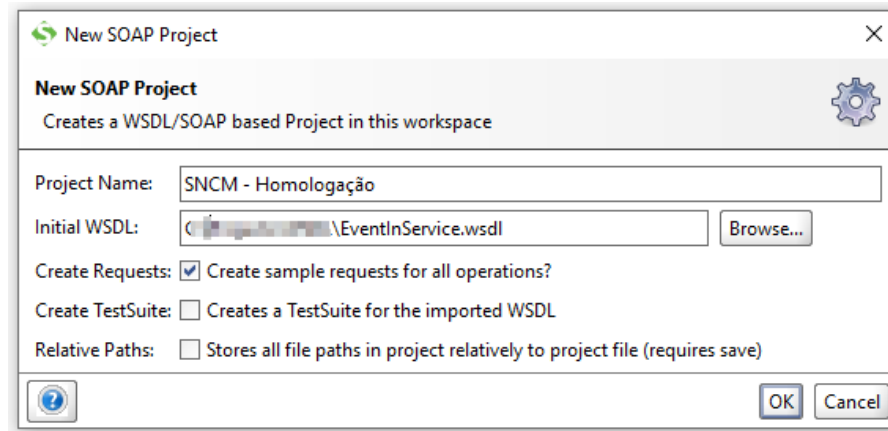 New SOAP Project
New SOAP Project
Creates a WSDL/SOAP based Project in this workspace
Project Name: SNCM - Homologação
Initial WSDL: \EventInService.wsdl Browse...
Create Requests: Create sample requests for all operations?
Create TestSuite: Creates a TestSuite for the imported WSDL
Relative Paths: Stores all file paths in project relatively to project file (requires save)
OK Cancel